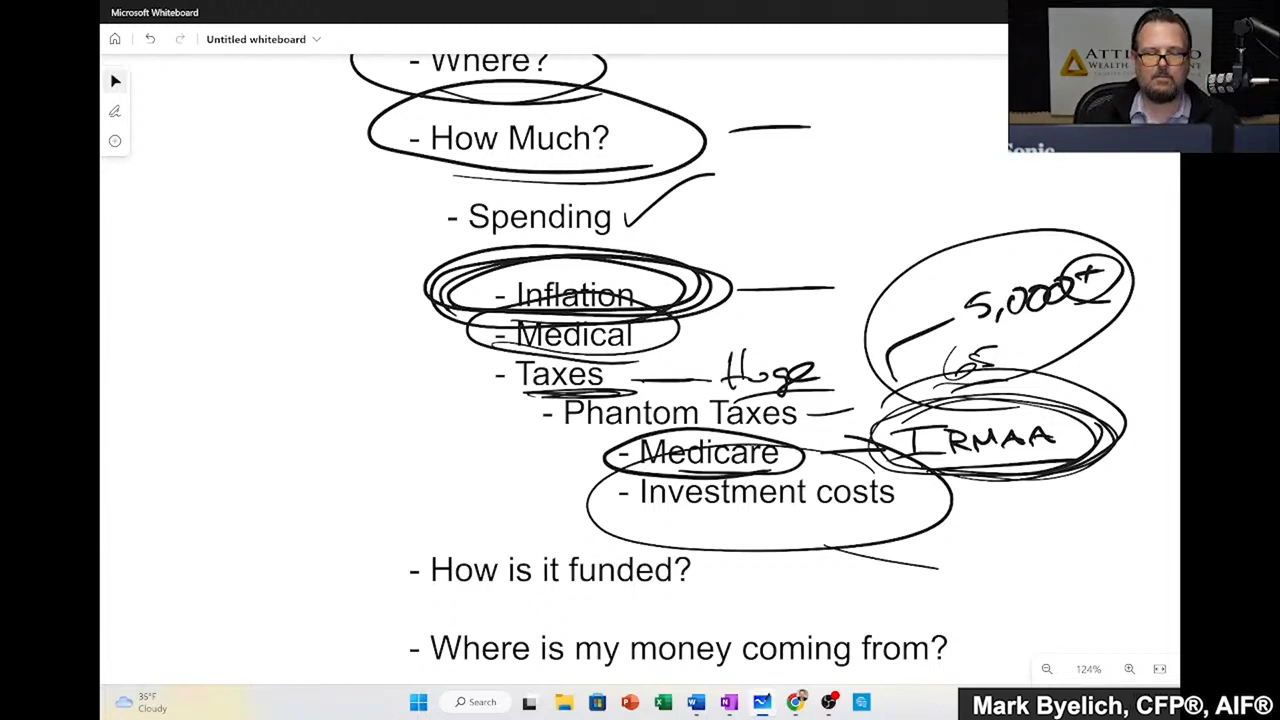 Microsoft Whiteboard
Untitled whiteboard
- Where?
- How Much?
- Spending
- Inflation
5,000+
- Medical
65
- Taxes — Huge
- Phantom Taxes
IRMAA
- Medicare
- Investment costs
- How is it funded?
- Where is my money coming from?
124%
35°F
Cloudy
Search
Mark Byelich, CFP®, AIF®